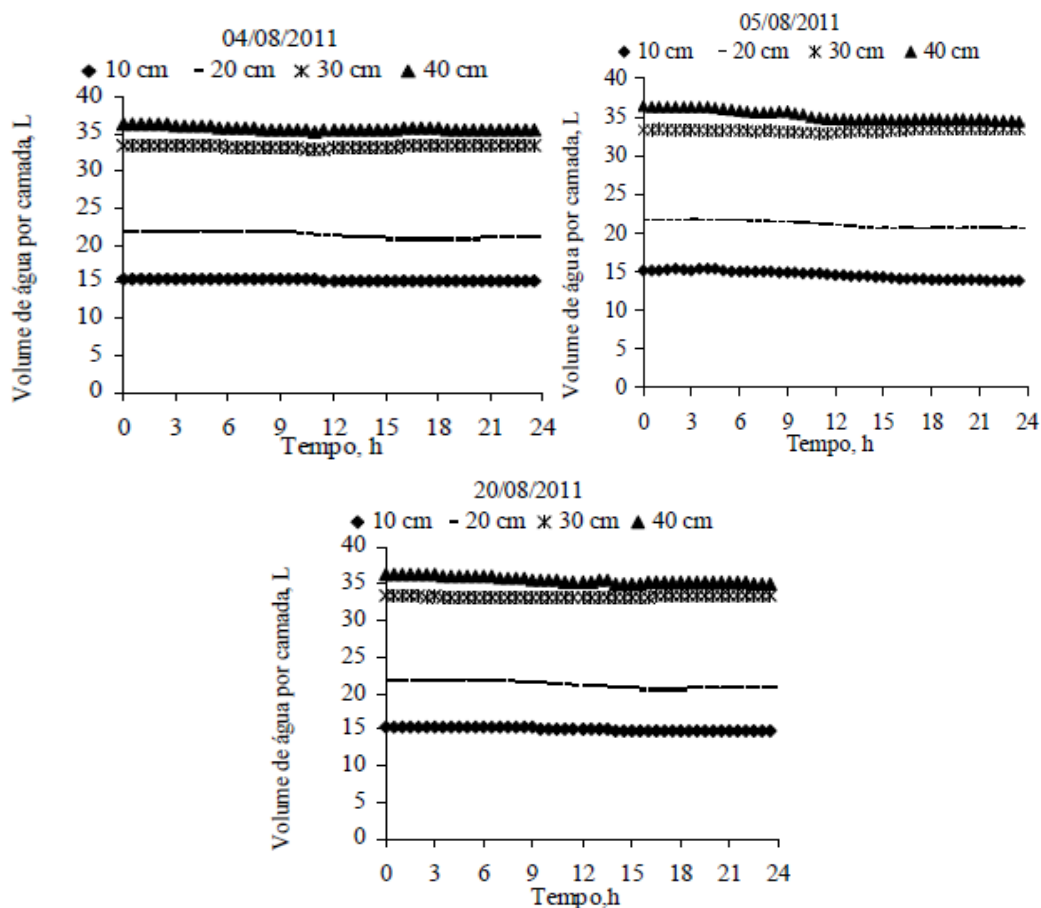 04/08/2011
◆ 10 cm – 20 cm ж 30 cm ▲ 40 cm
Volume de água por camada, L
40
35
30
25
20
15
10
5
0
0 3 6 9 12 15 18 21 24
Tempo, h
05/08/2011
◆ 10 cm – 20 cm ж 30 cm ▲ 40 cm
Volume de água por camada, L
40
35
30
25
20
15
10
5
0
0 3 6 9 12 15 18 21 24
Tempo, h
20/08/2011
◆ 10 cm – 20 cm ж 30 cm ▲ 40 cm
Volume de água por camada, L
40
35
30
25
20
15
10
5
0
0 3 6 9 12 15 18 21 24
Tempo,h